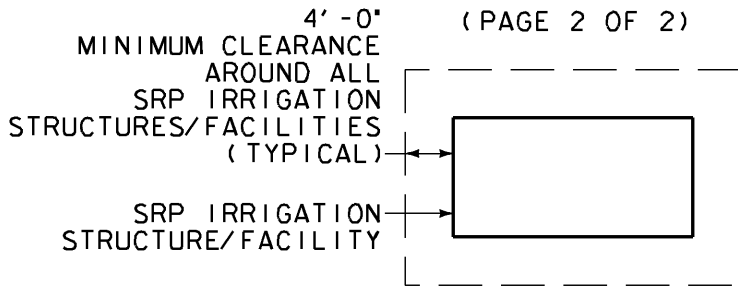 (PAGE 2 OF 2)
4'-0"
MINIMUM CLEARANCE
AROUND ALL
SRP IRRIGATION
STRUCTURES/FACILITIES
(TYPICAL)
SRP IRRIGATION
STRUCTURE/FACILITY